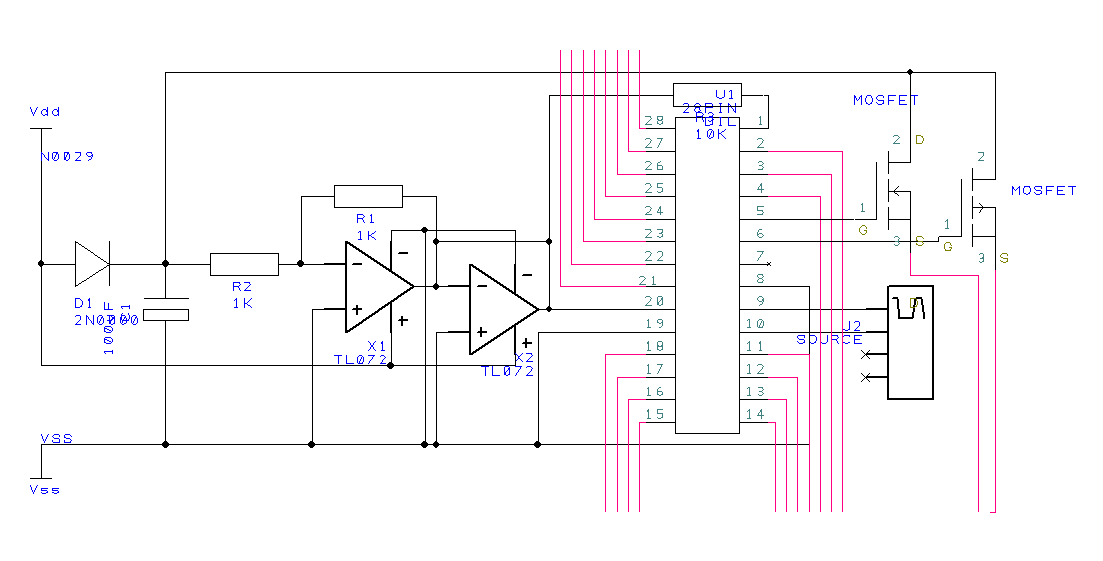 Vdd
N0029
D1
100uF
R2
1K
R1
1K
X1
TL072
X2
TL072
VSS
Vss
U1
28PIN
DIL
R3
10K
28
27
26
25
24
23
22
21
20
19
18
17
16
15
1
2
3
4
5
6
7
8
9
10
11
12
13
14
MOSFET
2
D
1
G
3
MOSFET
2
1
G
3
S
J2
SOURCE